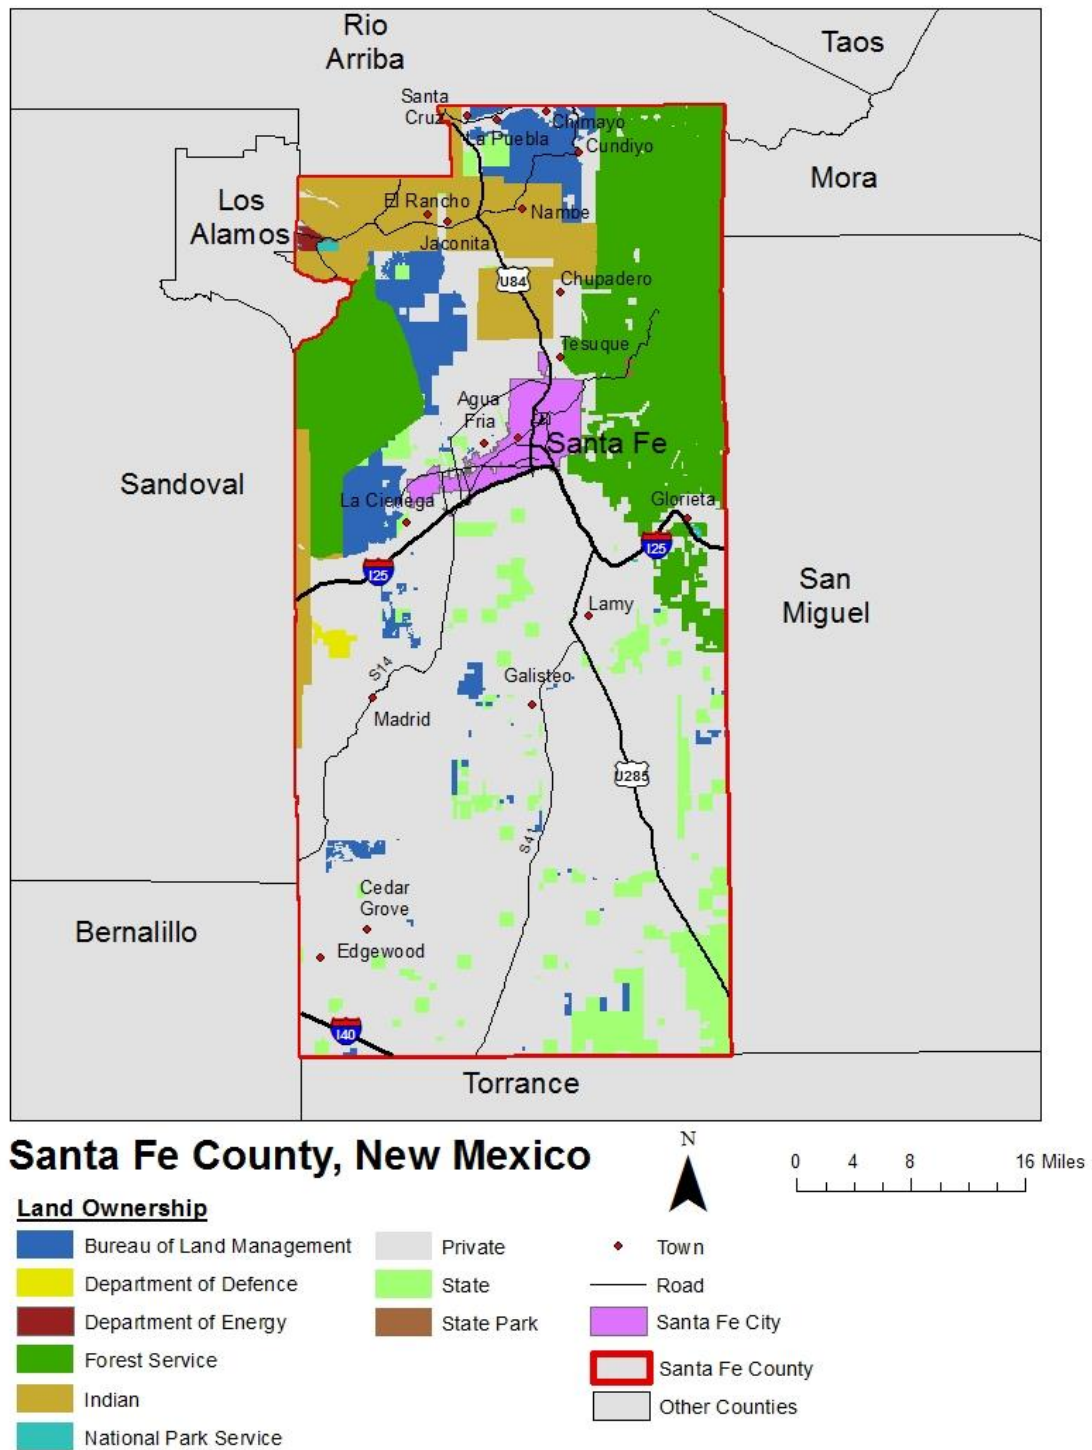 Rio
Arriba
Taos
Santa
Cruz
Chimayo
La Puebla
Cundiyo
Mora
Los
Alamos
El Rancho
Nambe
Jaconita
U84
Chupadero
Tesuque
Agua
Fria
Santa Fe
Sandoval
La Cienega
Glorieta
I25
I25
San
Miguel
Lamy
S14
Galisteo
Madrid
U285
S41
Cedar
Grove
Bernalillo
Edgewood
I40
Torrance
Santa Fe County, New Mexico
N
0 4 8 16 Miles
Land Ownership
Bureau of Land Management
Department of Defence
Department of Energy
Forest Service
Indian
National Park Service
Private
State
State Park
Town
Road
Santa Fe City
Santa Fe County
Other Counties